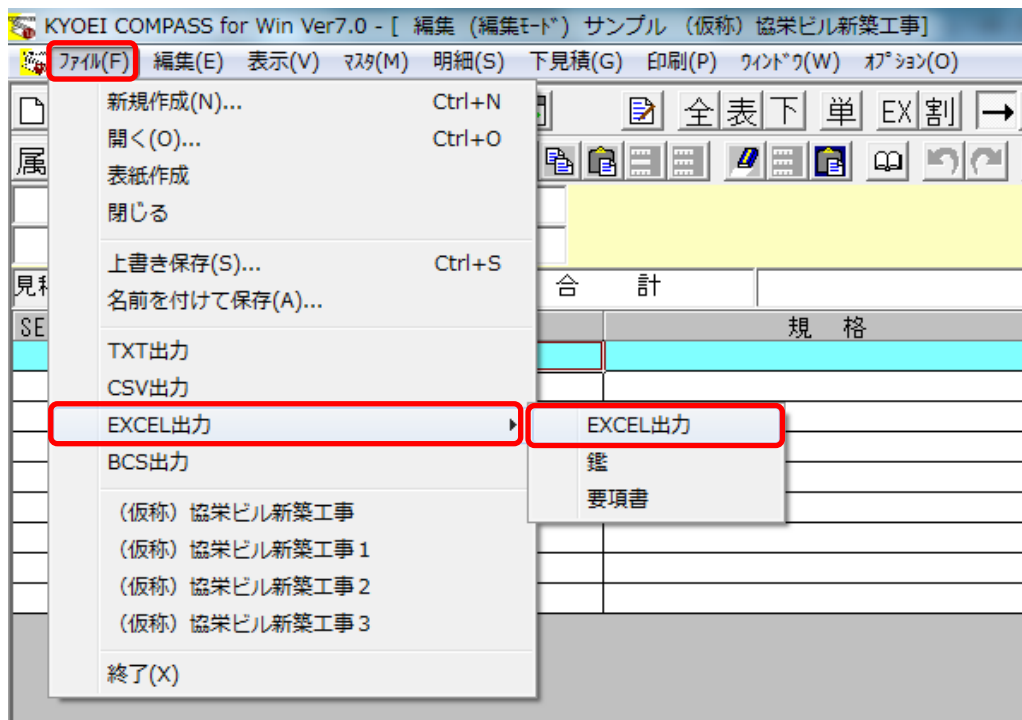 KYOEI COMPASS for Win Ver7.0 - [ 編集 (編集ﾓｰﾄﾞ) サンプル （仮称）協栄ビル新築工事]
ﾌｧｲﾙ(F) 編集(E) 表示(V) ﾏｽﾀ(M) 明細(S) 下見積(G) 印刷(P) ｳｨﾝﾄﾞｳ(W) ｵﾌﾟｼｮﾝ(O)
全 表 下 単 EX 割 →
属
新規作成(N)... Ctrl+N
開く(O)... Ctrl+O
表紙作成
閉じる
上書き保存(S)... Ctrl+S
名前を付けて保存(A)...
合 計
SE 規 格
TXT出力
CSV出力
EXCEL出力 EXCEL出力
BCS出力 鑑
要項書
（仮称）協栄ビル新築工事
（仮称）協栄ビル新築工事１
（仮称）協栄ビル新築工事２
（仮称）協栄ビル新築工事３
終了(X)